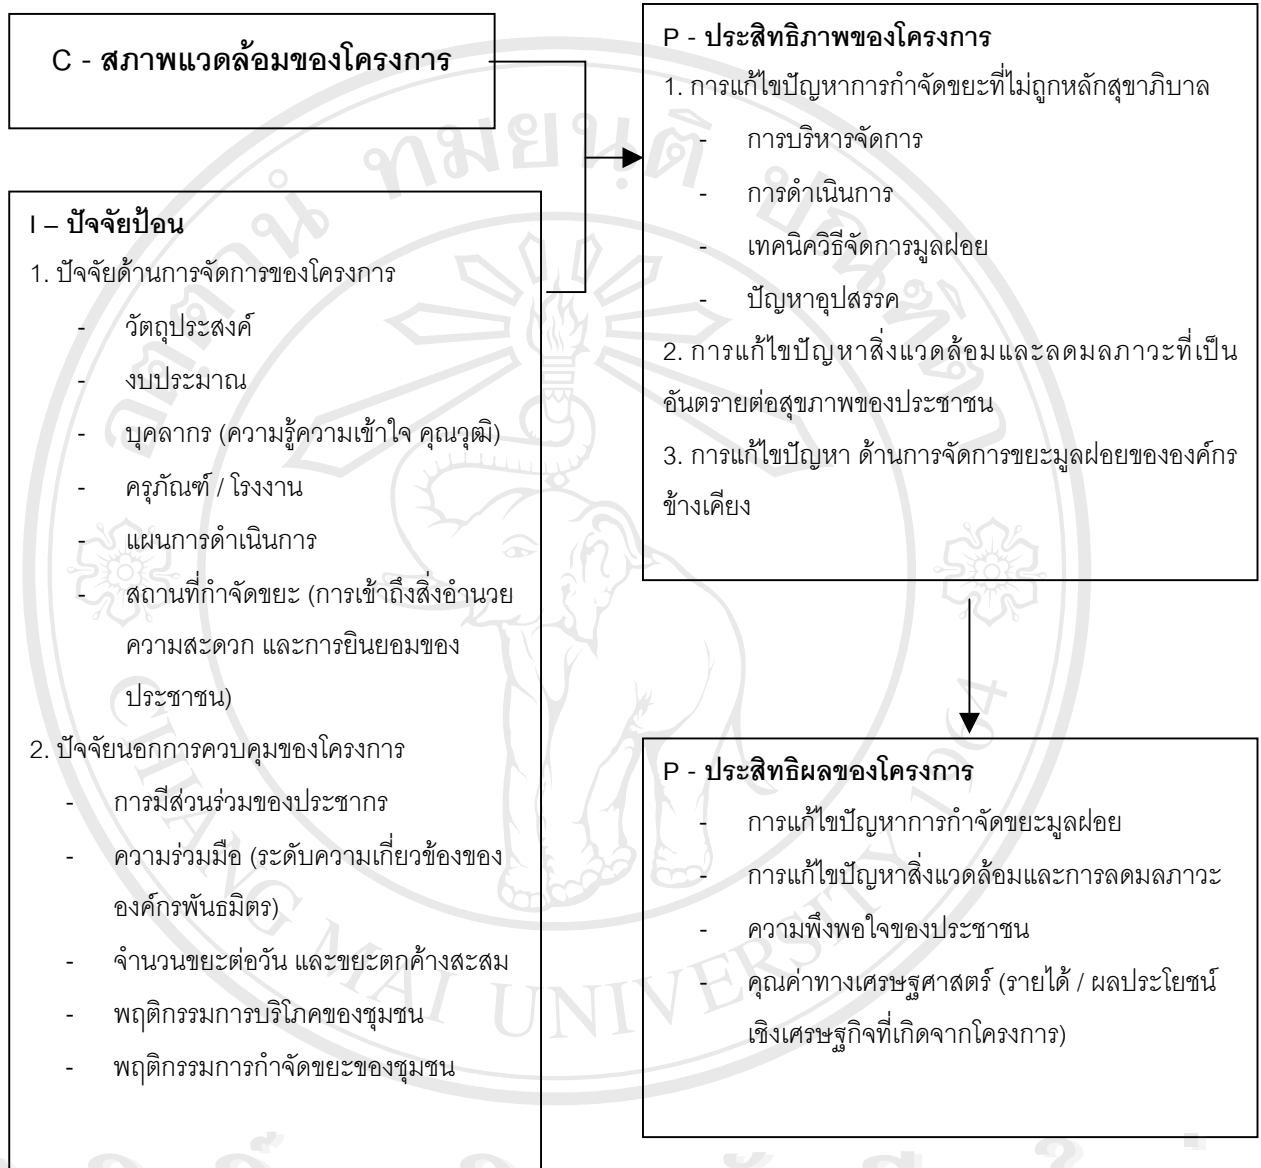 C - สภาพแวดล้อมของโครงการ
I – ปัจจัยป้อน
1. ปัจจัยด้านการจัดการของโครงการ
- วัตถุประสงค์
- งบประมาณ
- บุคลากร (ความรู้ความเข้าใจ คุณวุฒิ)
- ครุภัณฑ์ / โรงงาน
- แผนการดำเนินการ
- สถานที่กำจัดขยะ (การเข้าถึงสิ่งอำนวย
ความสะดวก และการยินยอมของ
ประชาชน)
2. ปัจจัยนอกการควบคุมของโครงการ
- การมีส่วนร่วมของประชากร
- ความร่วมมือ (ระดับความเกี่ยวข้องของ
องค์กรพันธมิตร)
- จำนวนขยะต่อวัน และขยะตกค้างสะสม
- พฤติกรรมการบริโภคของชุมชน
- พฤติกรรมการกำจัดขยะของชุมชน
P - ประสิทธิภาพของโครงการ
1. การแก้ไขปัญหาการกำจัดขยะที่ไม่ถูกหลักสุขาภิบาล
- การบริหารจัดการ
- การดำเนินการ
- เทคนิควิธีจัดการมูลฝอย
- ปัญหาอุปสรรค
2. การแก้ไขปัญหาสิ่งแวดล้อมและลดมลภาวะที่เป็น
อันตรายต่อสุขภาพของประชาชน
3. การแก้ไขปัญหา ด้านการจัดการขยะมูลฝอยขององค์กร
ข้างเคียง
P - ประสิทธิผลของโครงการ
- การแก้ไขปัญหาการกำจัดขยะมูลฝอย
- การแก้ไขปัญหาสิ่งแวดล้อมและการลดมลภาวะ
- ความพึงพอใจของประชาชน
- คุณค่าทางเศรษฐศาสตร์ (รายได้ / ผลประโยชน์
เชิงเศรษฐกิจที่เกิดจากโครงการ)
อตฺตานํ ทมยนฺติ ปณฺฑิตา
CHIANG MAI UNIVERSITY 1964